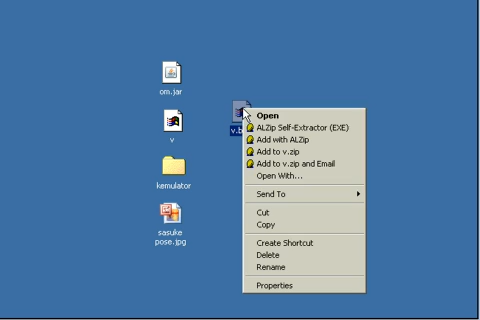 om.jar
v
kemulator
sasuke
pose.jpg
Open
ALZip Self-Extractor (EXE)
Add with ALZip
Add to v.zip
Add to v.zip and Email
Open With...
Send To
Cut
Copy
Create Shortcut
Delete
Rename
Properties